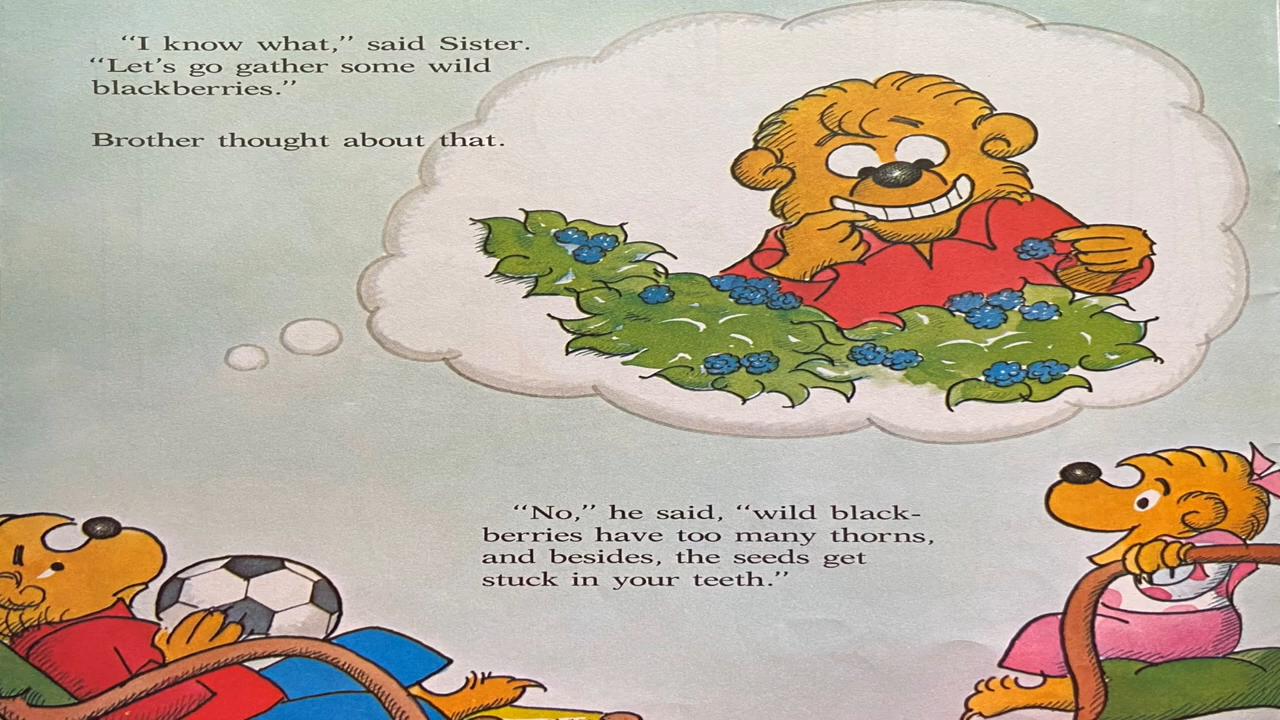 “I know what,” said Sister.
“Let’s go gather some wild
blackberries.”
Brother thought about that.
“No,” he said, “wild black-
berries have too many thorns,
and besides, the seeds get
stuck in your teeth.”